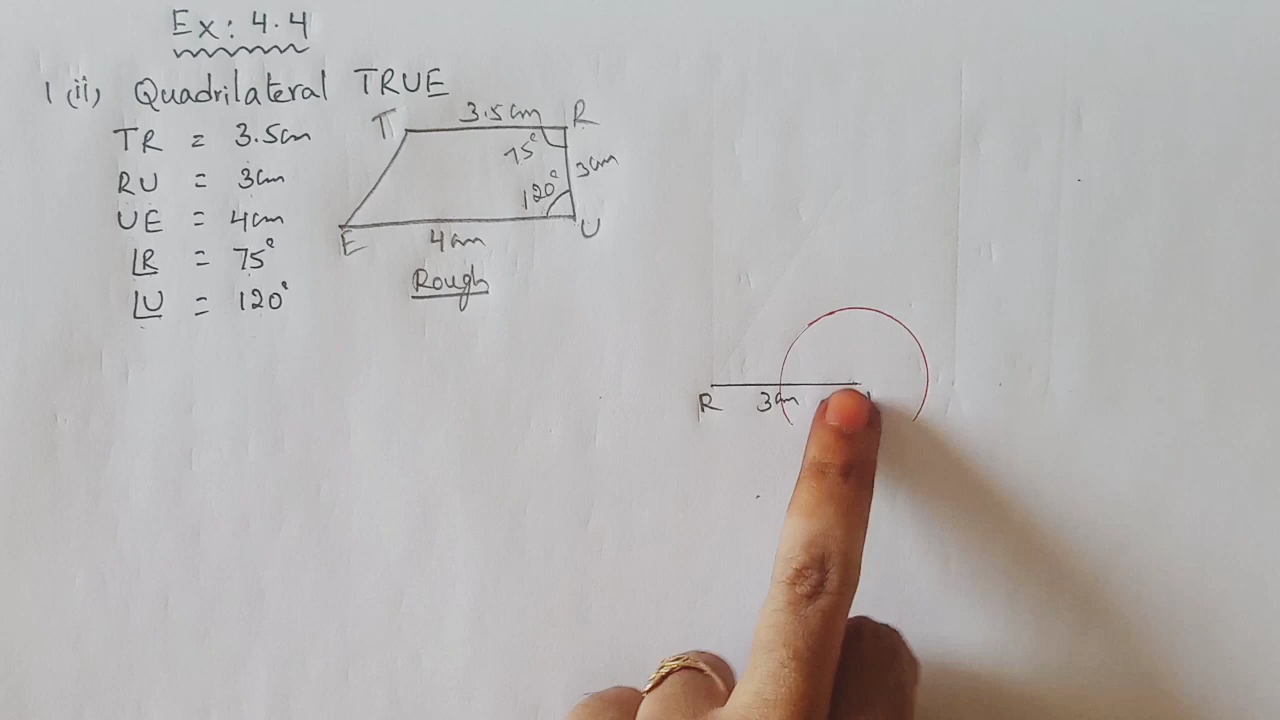 Ex: 4.4
1 (ii) Quadrilateral TRUE
TR = 3.5cm
RU = 3cm
UE = 4cm
∠R = 75°
∠U = 120°
T 3.5cm R
75°
3cm
120°
E 4cm U
Rough
R 3cm